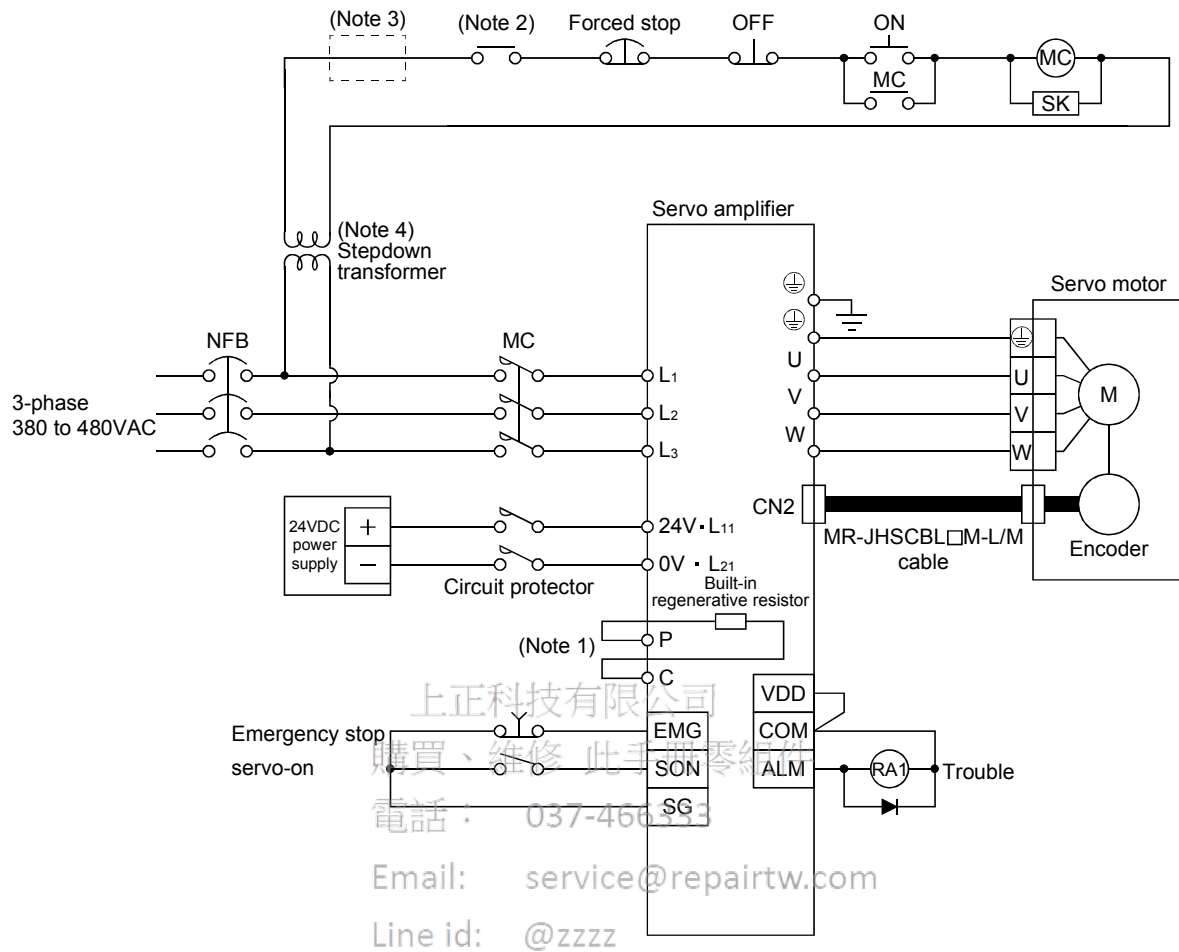 (Note 3)
(Note 2)
Forced stop
OFF
ON
MC
MC
SK
(Note 4)
Stepdown
transformer
Servo amplifier
Servo motor
NFB
MC
3-phase
380 to 480VAC
L1
L2
L3
U
V
W
U
V
W
M
24VDC
power
supply
+
−
Circuit protector
24V・L11
0V・L21
CN2
MR-JHSCBL□M-L/M
cable
Encoder
Built-in
regenerative resistor
(Note 1)
P
C
VDD
COM
ALM
RA1
Trouble
Emergency stop
servo-on
EMG
SON
SG
上正科技有限公司
購買、維修 此手冊零組件
電話： 037-466333
Email: service@repairtw.com
Line id: @zzzz